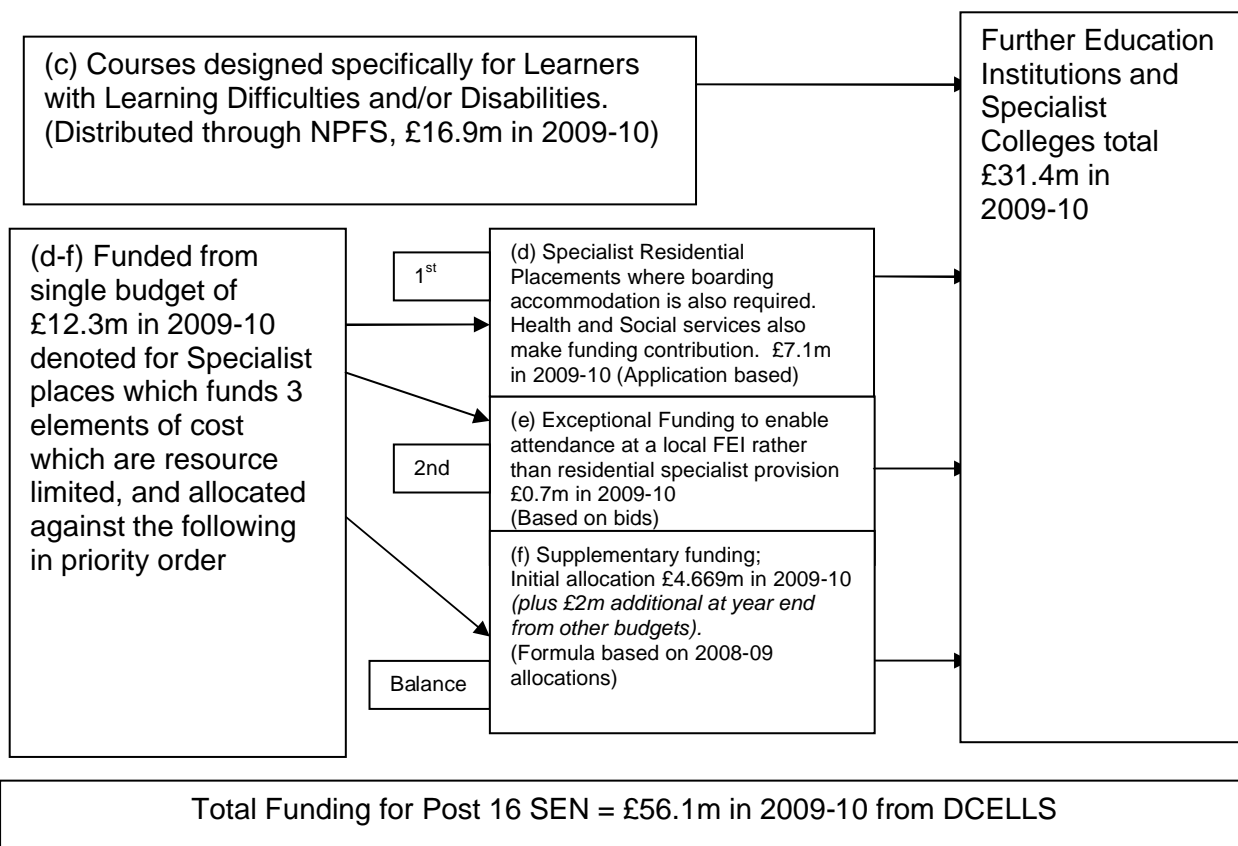 (c) Courses designed specifically for Learners
with Learning Difficulties and/or Disabilities.
(Distributed through NPFS, £16.9m in 2009-10)
Further Education
Institutions and
Specialist
Colleges total
£31.4m in
2009-10
(d-f) Funded from
single budget of
£12.3m in 2009-10
denoted for Specialist
places which funds 3
elements of cost
which are resource
limited, and allocated
against the following
in priority order
1st
(d) Specialist Residential
Placements where boarding
accommodation is also required.
Health and Social services also
make funding contribution. £7.1m
in 2009-10 (Application based)
2nd
(e) Exceptional Funding to enable
attendance at a local FEI rather
than residential specialist provision
£0.7m in 2009-10
(Based on bids)
Balance
(f) Supplementary funding;
Initial allocation £4.669m in 2009-10
(plus £2m additional at year end
from other budgets).
(Formula based on 2008-09
allocations)
Total Funding for Post 16 SEN = £56.1m in 2009-10 from DCELLS